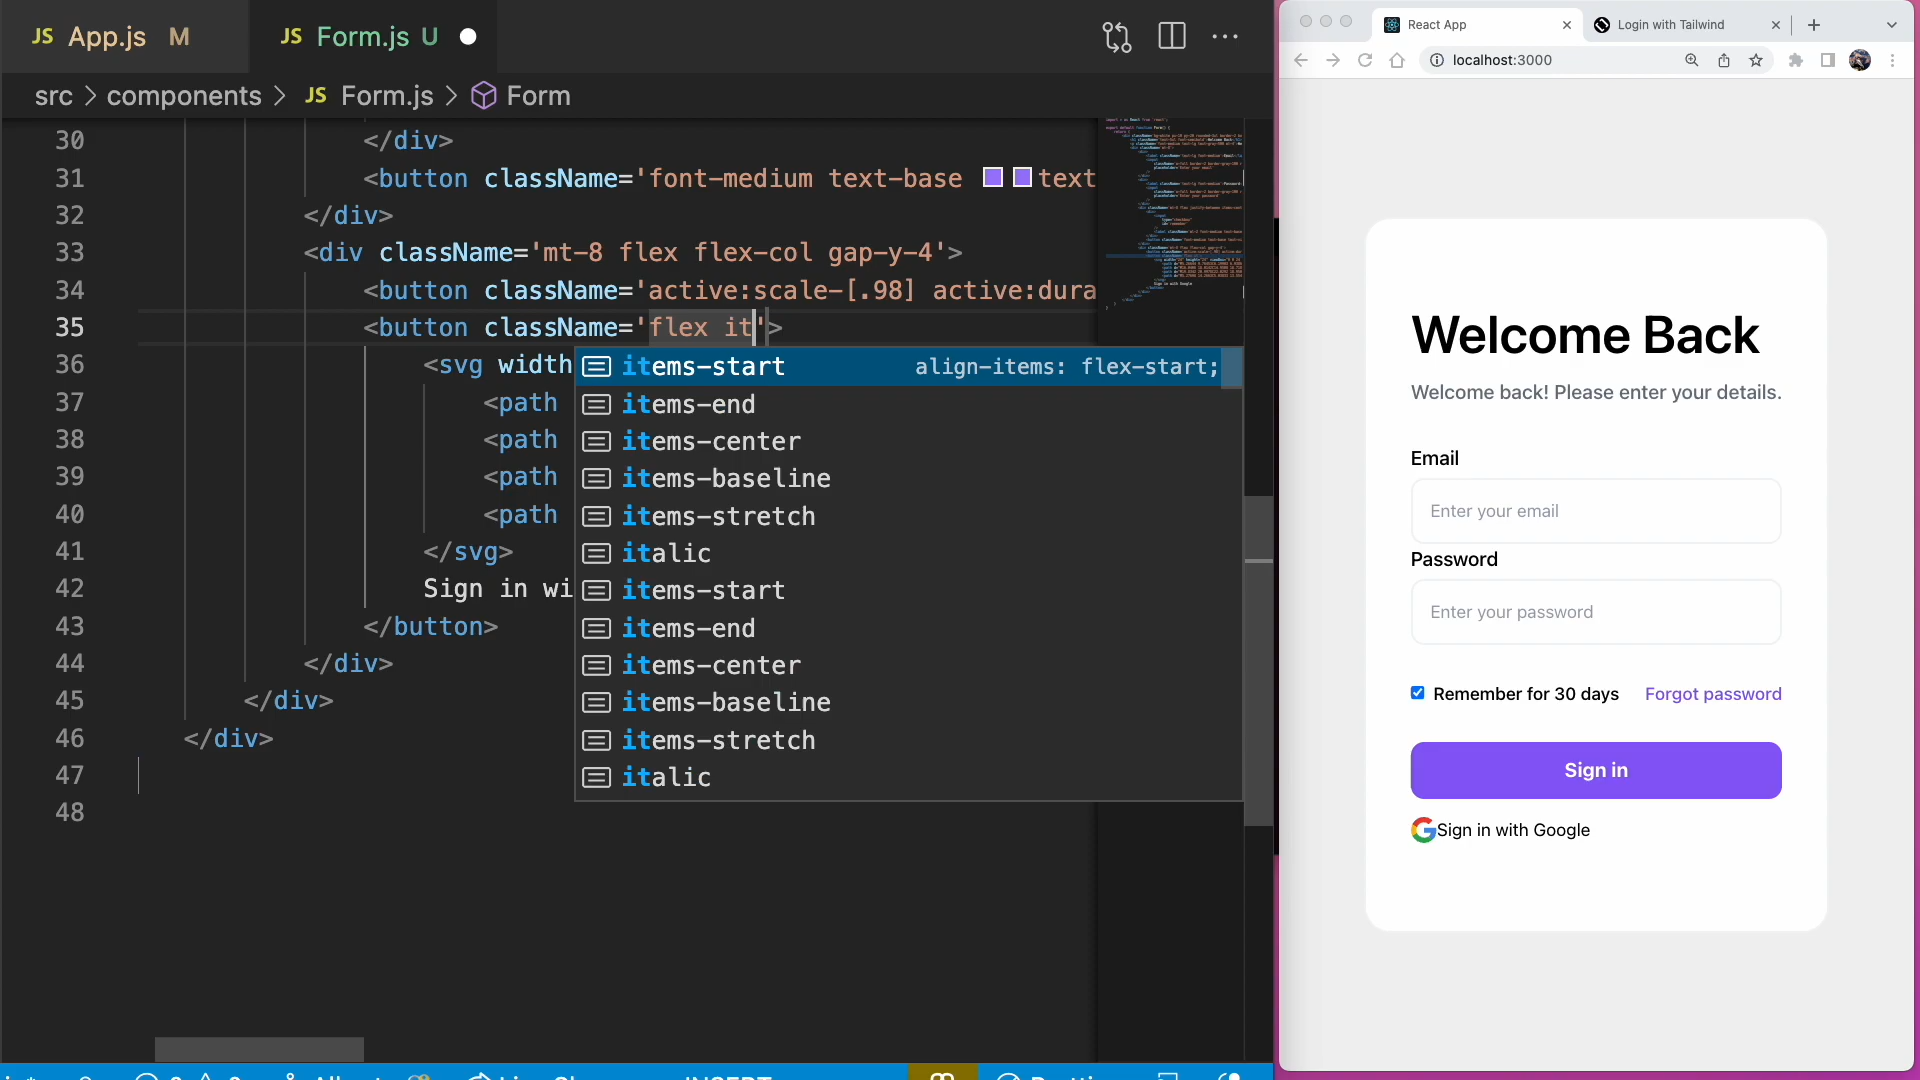 JS App.js M
JS Form.js U
src > components > JS Form.js > Form
30 </div>
31 <button className='font-medium text-base text
32 </div>
33 <div className='mt-8 flex flex-col gap-y-4'>
34 <button className='active:scale-[.98] active:dura
35 <button className='flex it'>
36 <svg width
37 <path
38 <path
39 <path
40 <path
41 </svg>
42 Sign in wi
43 </button>
44 </div>
45 </div>
46 </div>
47
48
items-start align-items: flex-start;
items-end
items-center
items-baseline
items-stretch
italic
items-start
items-end
items-center
items-baseline
items-stretch
italic
React App
Login with Tailwind
localhost:3000
Welcome Back
Welcome back! Please enter your details.
Email
Enter your email
Password
Enter your password
Remember for 30 days Forgot password
Sign in
Sign in with Google